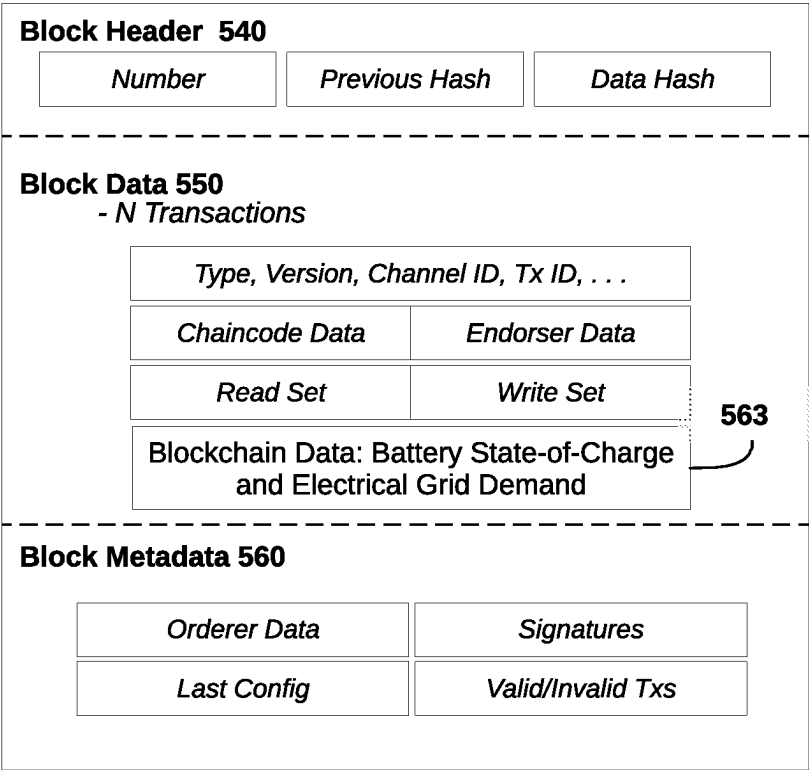 Block Header 540
Number Previous Hash Data Hash
Block Data 550
- N Transactions
Type, Version, Channel ID, Tx ID, . . .
Chaincode Data Endorser Data
Read Set Write Set
563
Blockchain Data: Battery State-of-Charge
and Electrical Grid Demand
Block Metadata 560
Orderer Data Signatures
Last Config Valid/Invalid Txs